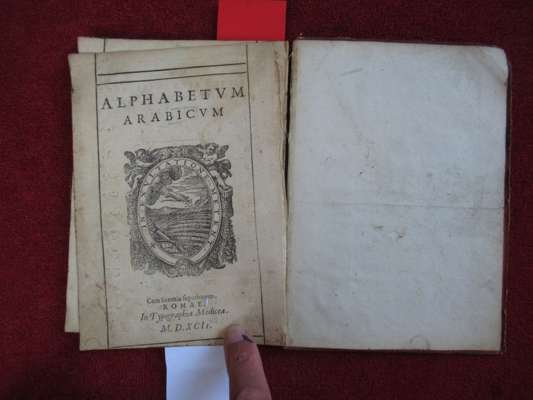 ALPHABETVM
ARABICVM
Cum licentia superiorum.
ROMAE,
In Typographia Medicea.
M. D. XCII.